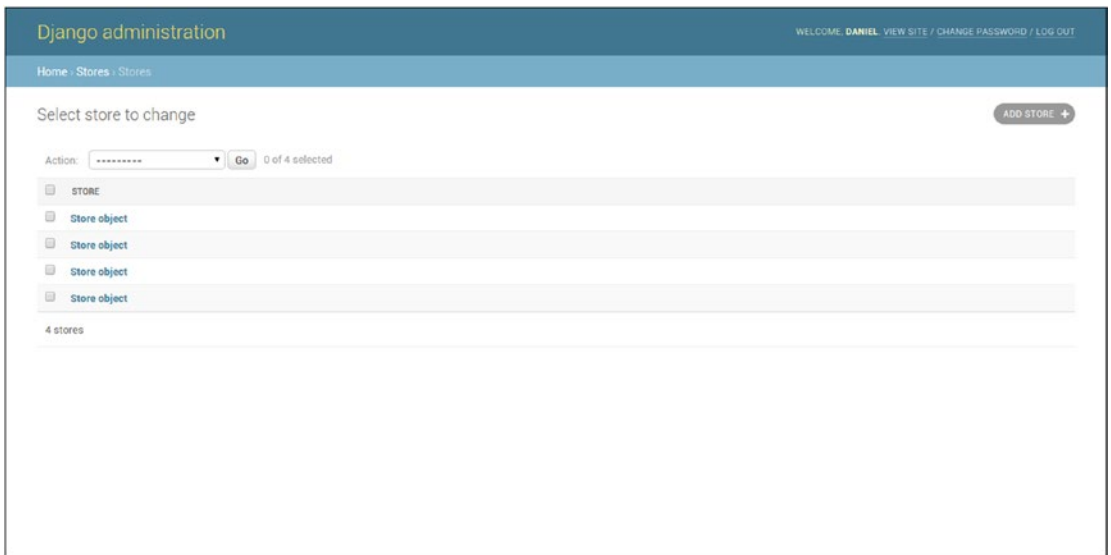 Django administration
WELCOME, DANIEL. VIEW SITE / CHANGE PASSWORD / LOG OUT
Home › Stores › Stores
Select store to change
ADD STORE +
Action: --------- Go 0 of 4 selected
STORE
Store object
Store object
Store object
Store object
4 stores